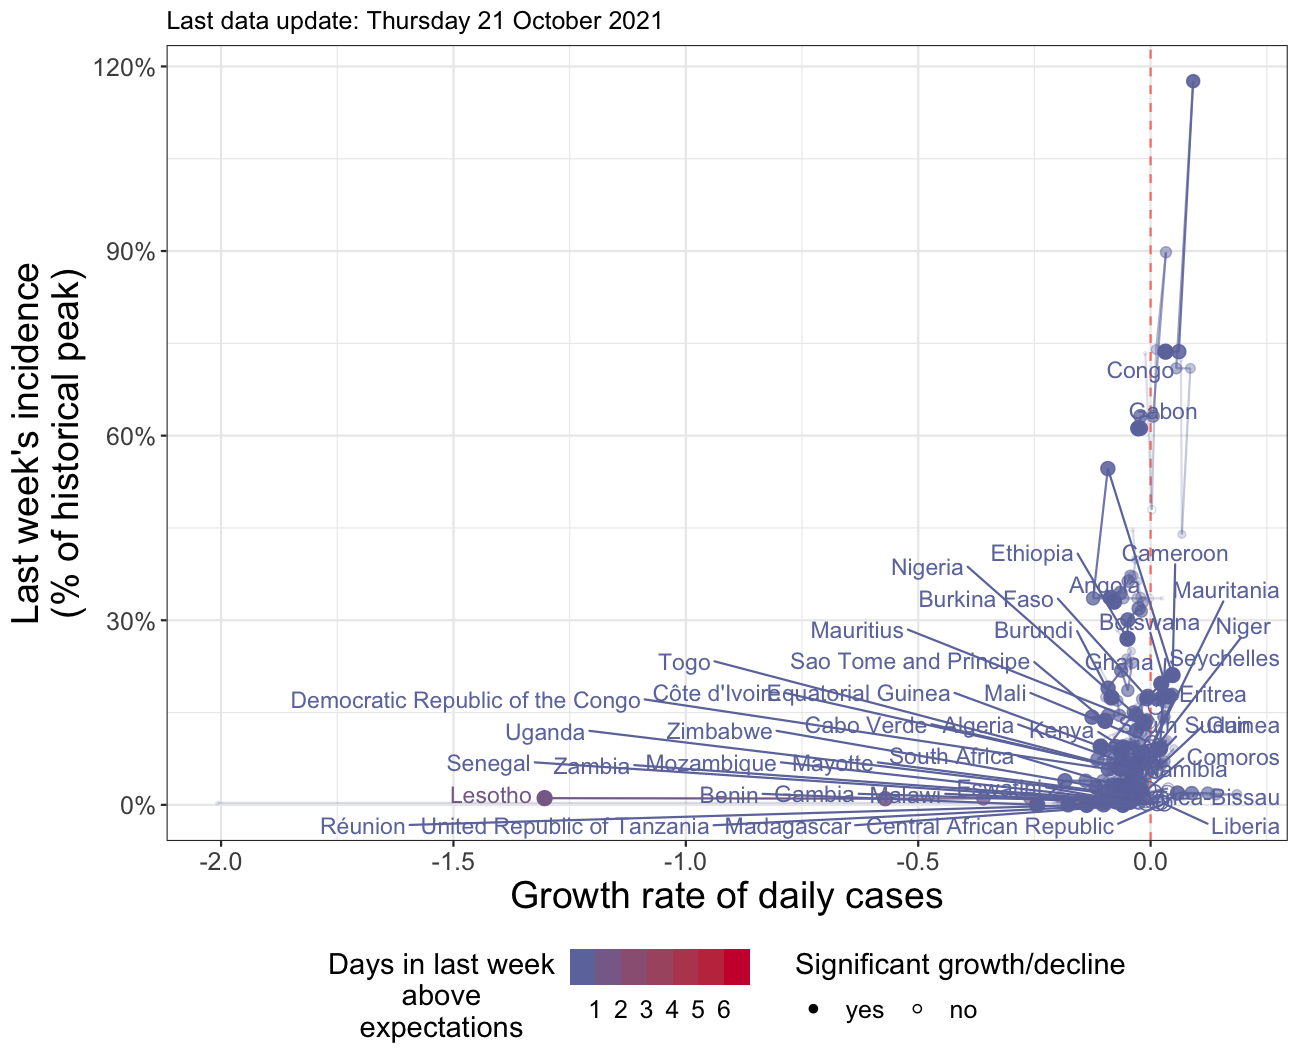 Last data update: Thursday 21 October 2021
120%
90%
60%
30%
0%
Last week's incidence
(% of historical peak)
Congo
Gabon
Ethiopia
Cameroon
Nigeria
Angola
Mauritania
Burkina Faso
Botswana
Mauritius
Burundi
Niger
Togo
Sao Tome and Principe
Ghana
Seychelles
Democratic Republic of the Congo
Côte d'Ivoire
Equatorial Guinea
Mali
Eritrea
Uganda
Zimbabwe
Cabo Verde
Algeria
Kenya
South Sudan
Guinea
Senegal
Zambia
Mozambique
Mayotte
South Africa
Comoros
Namibia
Lesotho
Benin
Gambia
Malawi
Eswatini
Bissau
Réunion
United Republic of Tanzania
Madagascar
Central African Republic
Liberia
-2.0
-1.5
-1.0
-0.5
0.0
Growth rate of daily cases
Days in last week
above
expectations
1 2 3 4 5 6
Significant growth/decline
yes
no